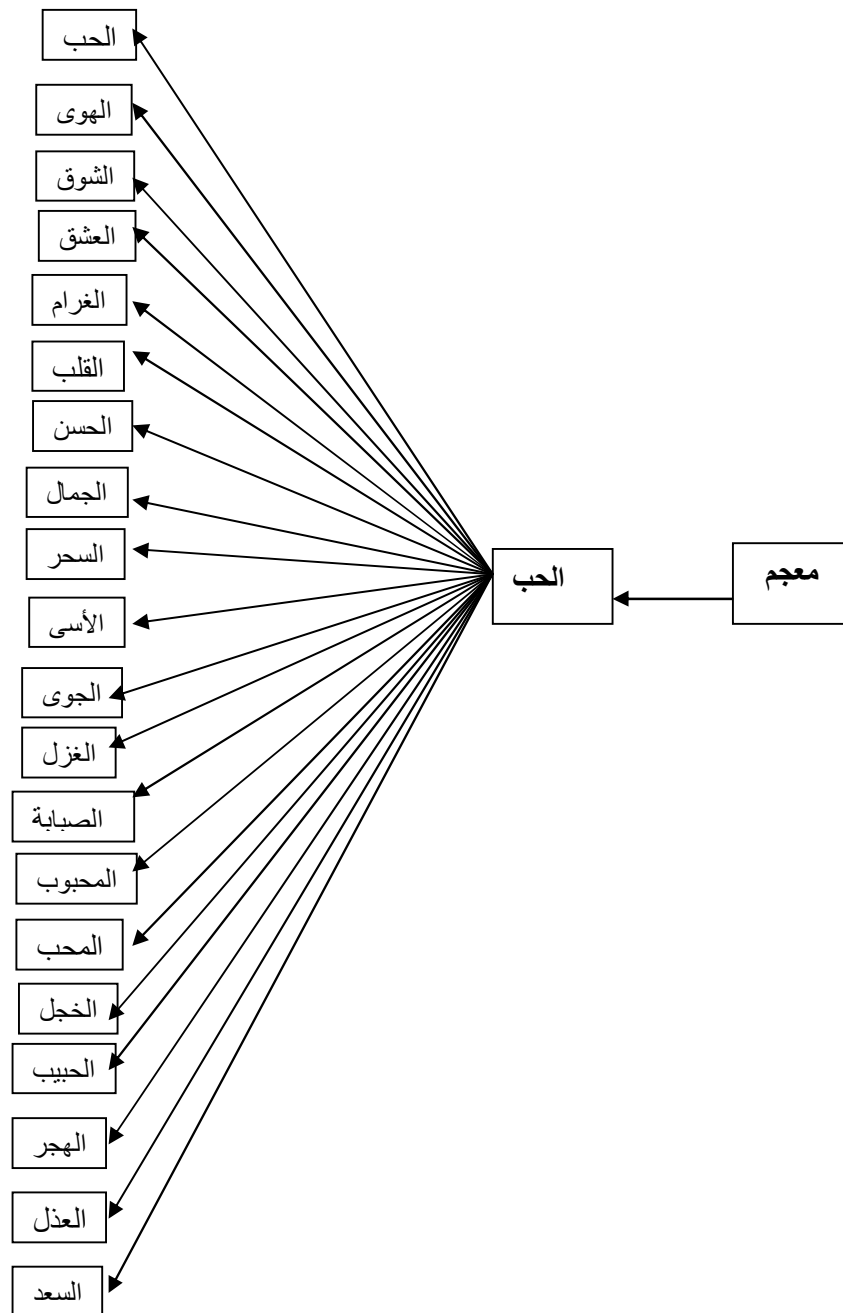 معجم
الحب
الحب
الهوى
الشوق
العشق
الغرام
القلب
الحسن
الجمال
السحر
الأسى
الجوى
الغزل
الصبابة
المحبوب
المحب
الخجل
الحبيب
الهجر
العذل
السعد